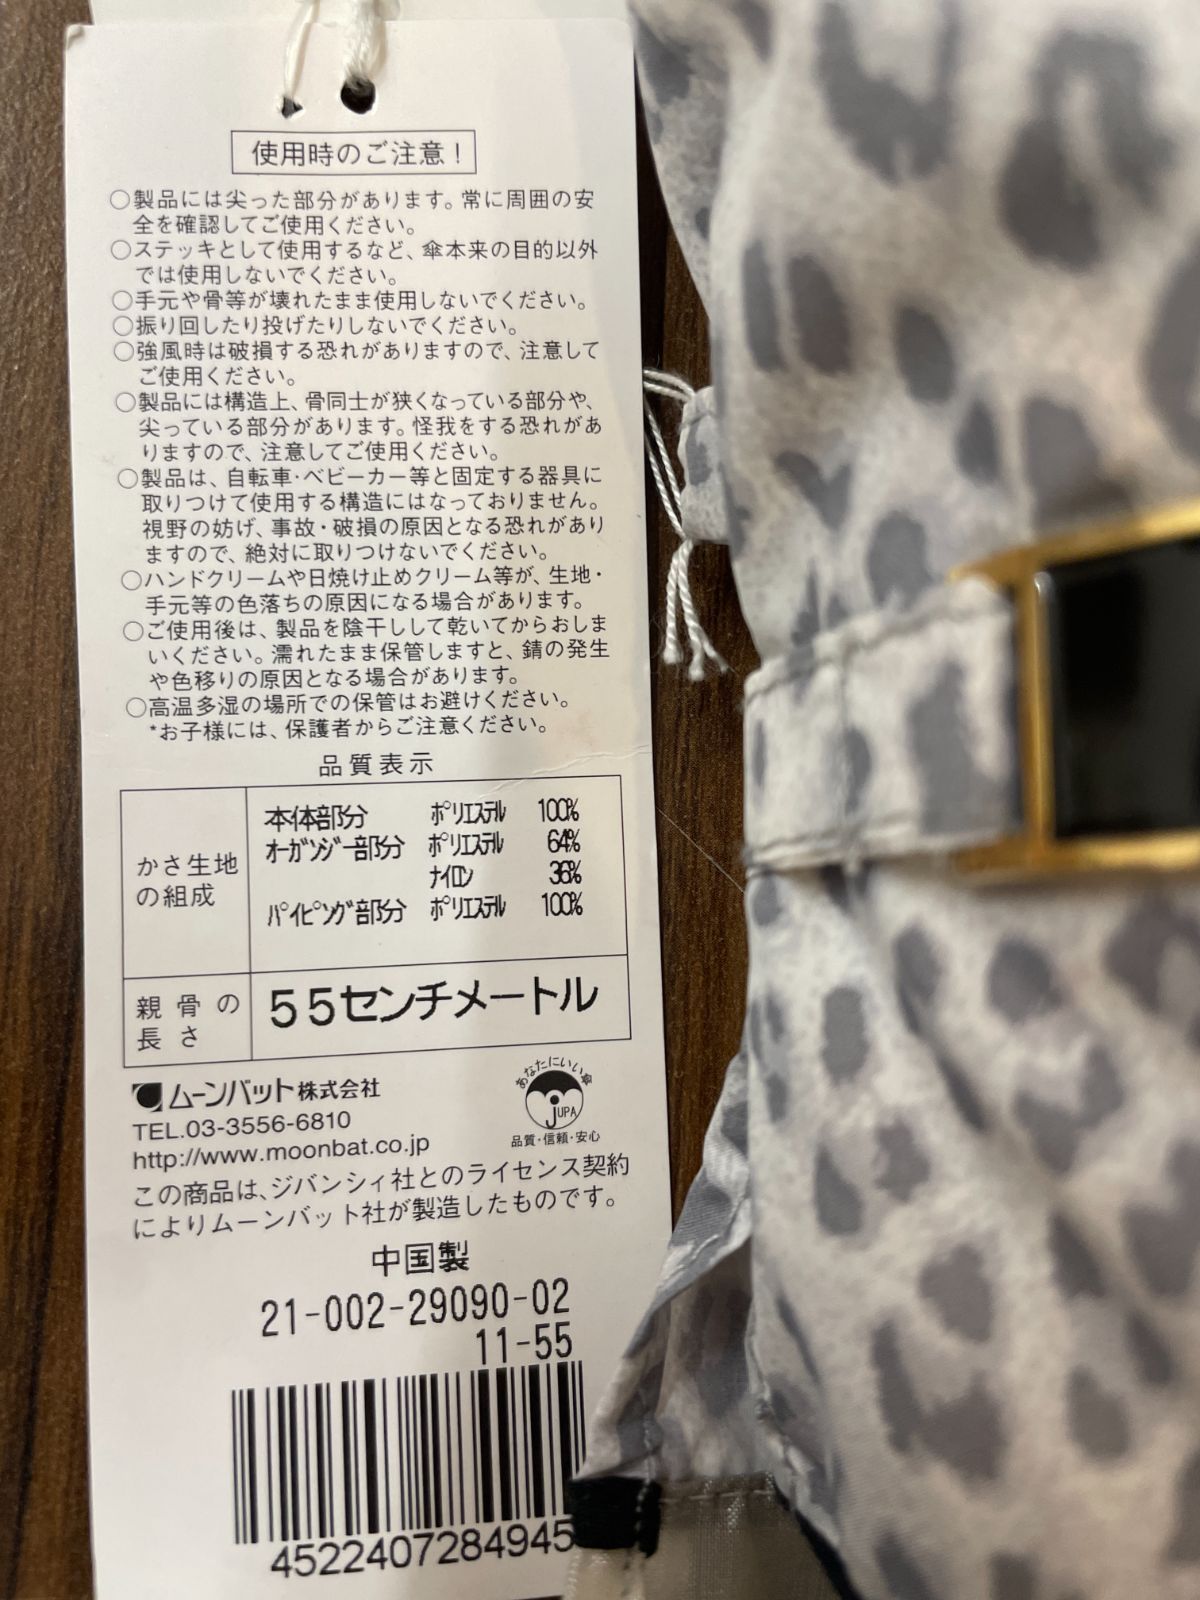 使用時のご注意！
○製品には尖った部分があります。常に周囲の安
全を確認してご使用ください。
○ステッキとして使用するなど、傘本来の目的以外
では使用しないでください。
○手元や骨等が壊れたまま使用しないでください。
○振り回したり投げたりしないでください。
○強風時は破損する恐れがありますので、注意して
ご使用ください。
○製品には構造上、骨同士が狭くなっている部分や、
尖っている部分があります。怪我をする恐れがあ
りますので、注意してご使用ください。
○製品は、自転車・ベビーカー等と固定する器具に
取りつけて使用する構造にはなっておりません。
視野の妨げ、事故・破損の原因となる恐れがあり
ますので、絶対に取りつけないでください。
○ハンドクリームや日焼け止めクリーム等が、生地・
手元等の色落ちの原因になる場合があります。
○ご使用後は、製品を陰干しして乾いてからおしま
いください。濡れたまま保管しますと、錆の発生
や色移りの原因となる場合があります。
○高温多湿の場所での保管はお避けください。
*お子様には、保護者からご注意ください。
品質表示
かさ生地の組成
本体部分 ポリエステル 100%
オーガンジー部分 ポリエステル 64%
ナイロン 36%
パイピング部分 ポリエステル 100%
親骨の長さ
55センチメートル
ムーンバット株式会社
TEL.03-3556-6810
http://www.moonbat.co.jp
あなたにいい傘
JUPA
品質・信頼・安心
この商品は、ジバンシィ社とのライセンス契約
によりムーンバット社が製造したものです。
中国製
21-002-29090-02
11-55
4522407284945